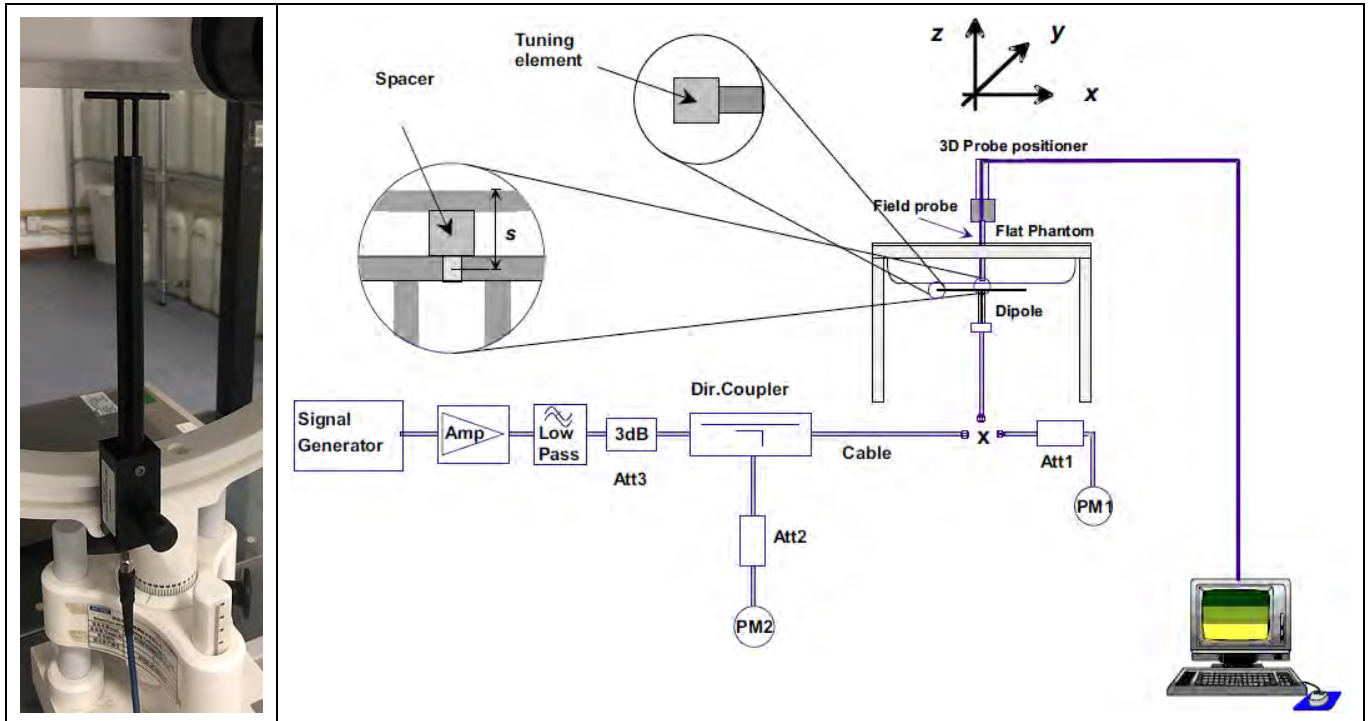 Tuning
element
Spacer
s
z
y
x
3D Probe positioner
Field probe
Flat Phantom
Dipole
Signal
Generator
Amp
Low
Pass
3dB
Att3
Dir.Coupler
Cable
x
Att1
PM1
Att2
PM2